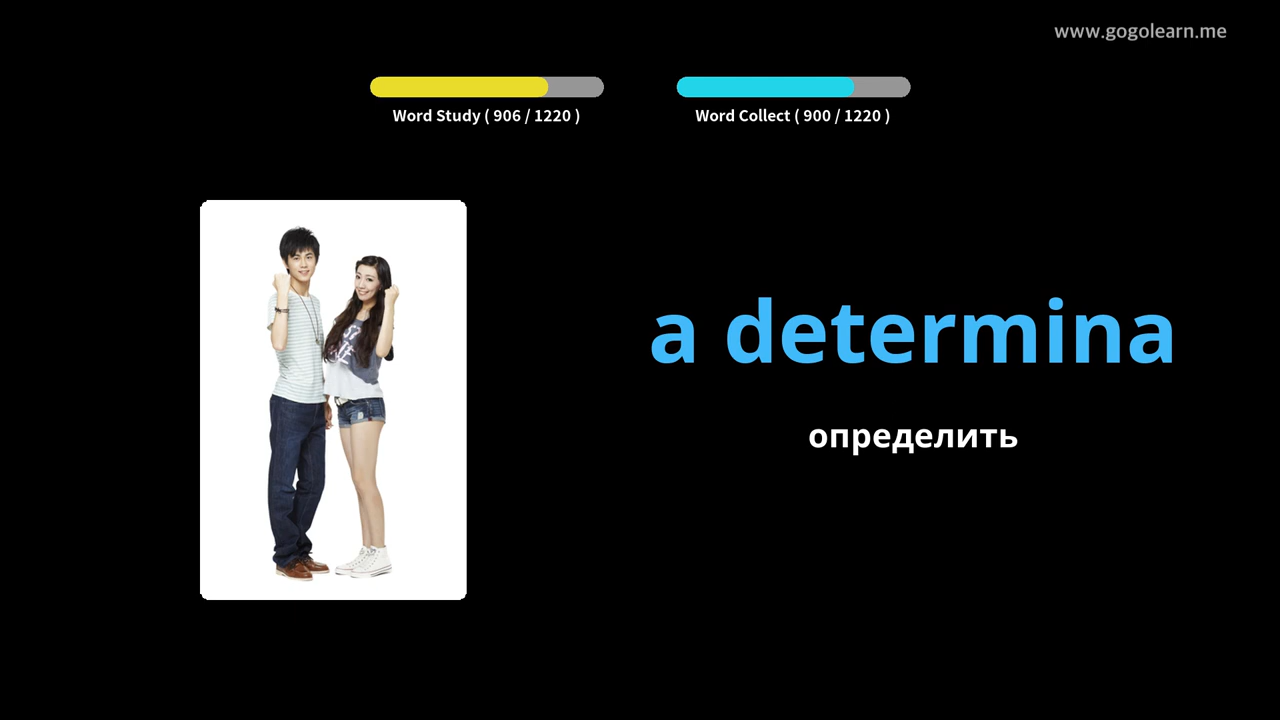 www.gogolearn.me
Word Study ( 906 / 1220 )
Word Collect ( 900 / 1220 )
a determina
определить